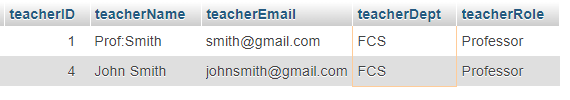 teacherID teacherName teacherEmail teacherDept teacherRole
1 Prof:Smith smith@gmail.com FCS Professor
4 John Smith johnsmith@gmail.com FCS Professor